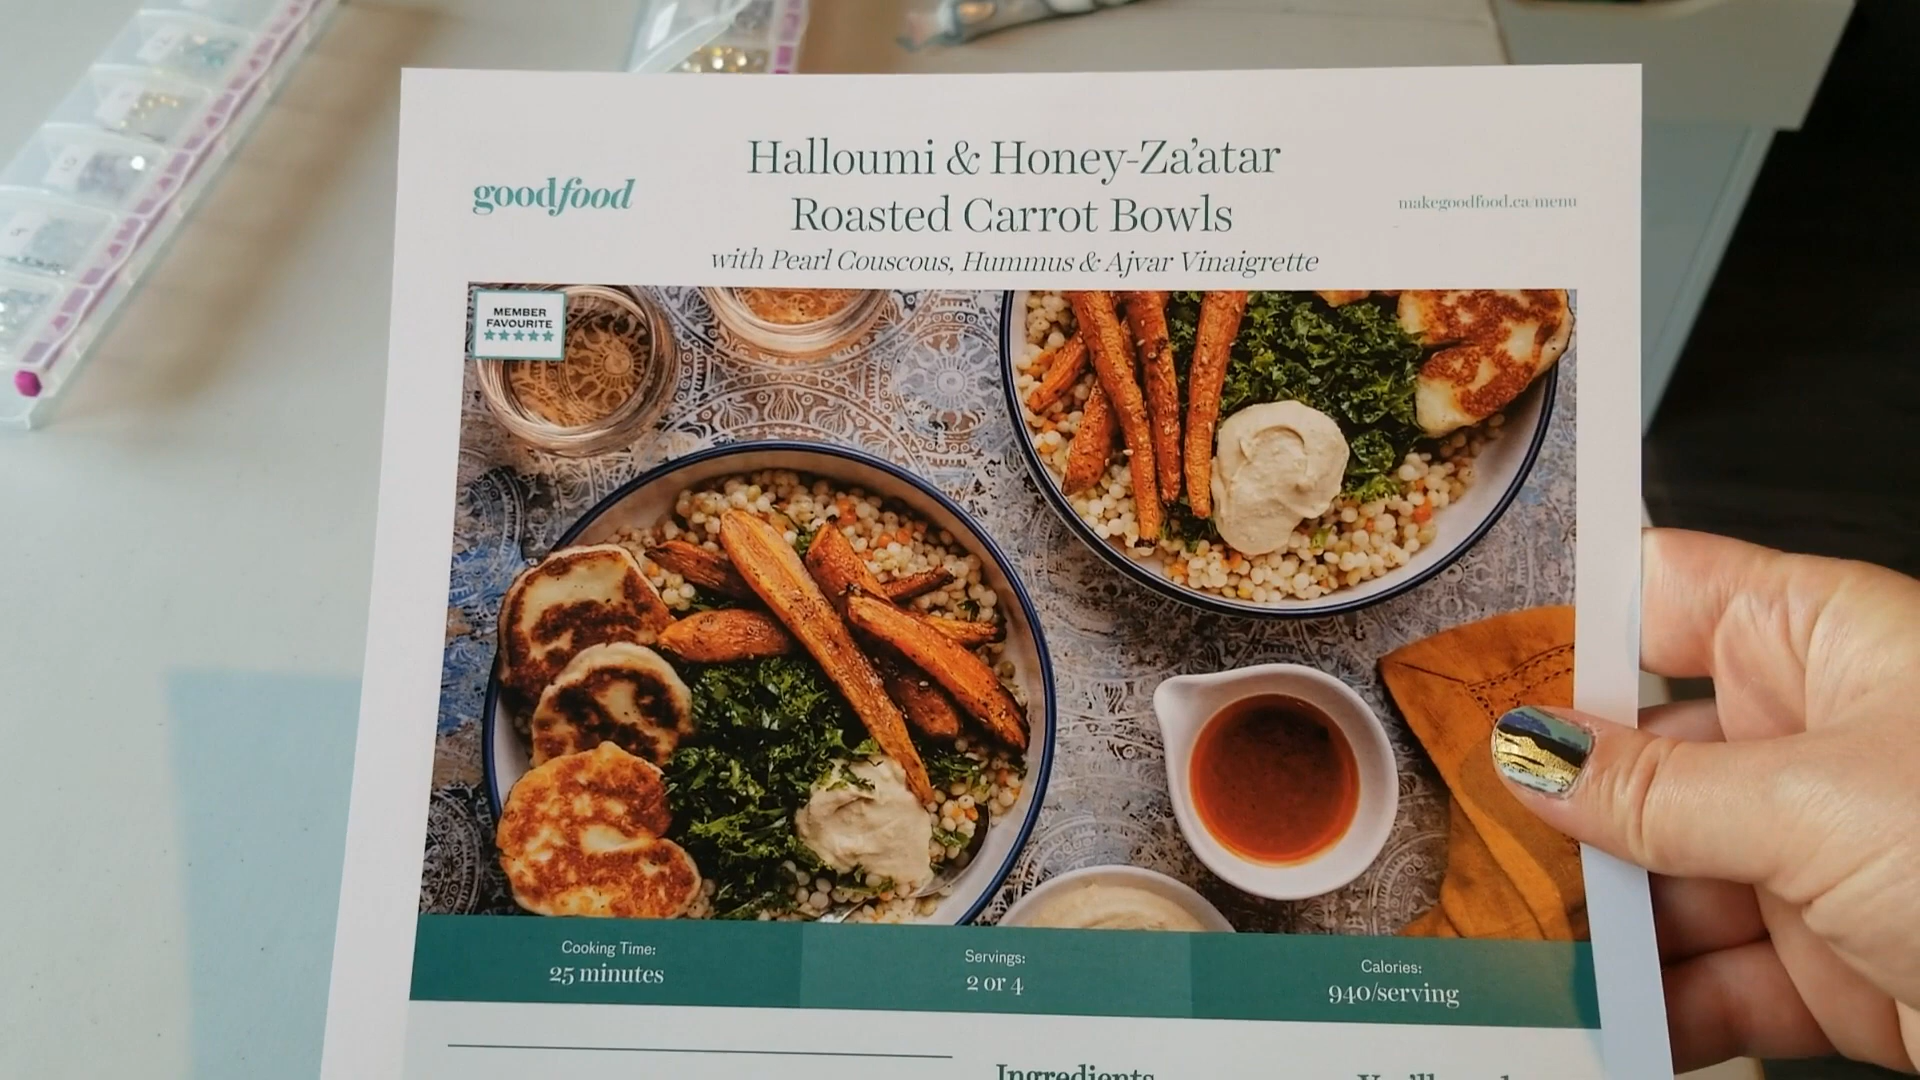 Halloumi & Honey-Za'atar
Roasted Carrot Bowls
with Pearl Couscous, Hummus & Ajvar Vinaigrette
goodfood
makegoodfood.ca/menu
MEMBER
FAVOURITE
Cooking Time:
25 minutes
Servings:
2 or 4
Calories:
940/serving
Ingredients